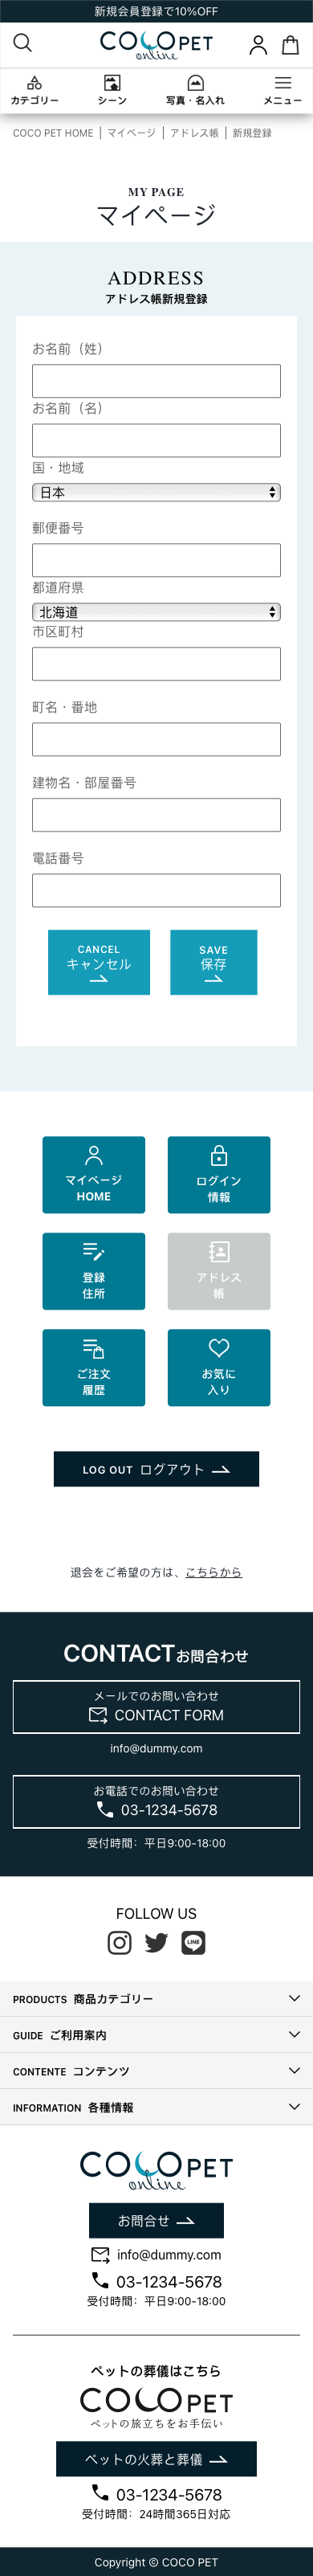 新規会員登録で10%OFF
COCOPET
online
カテゴリー シーン 写真・名入れ メニュー
COCO PET HOME | マイページ | アドレス帳 | 新規登録
MY PAGE
マイページ
ADDRESS
アドレス帳新規登録
お名前（姓）
お名前（名）
国・地域
日本
郵便番号
都道府県
北海道
市区町村
町名・番地
建物名・部屋番号
電話番号
CANCEL
キャンセル
SAVE
保存
マイページ
HOME
ログイン
情報
登録
住所
アドレス
帳
ご注文
履歴
お気に
入り
LOG OUT ログアウト
退会をご希望の方は、こちらから
CONTACTお問合わせ
メールでのお問い合わせ
CONTACT FORM
info@dummy.com
お電話でのお問い合わせ
03-1234-5678
受付時間：平日9:00-18:00
FOLLOW US
LINE
PRODUCTS 商品カテゴリー
GUIDE ご利用案内
CONTENTE コンテンツ
INFORMATION 各種情報
COCOPET
online
お問合せ
info@dummy.com
03-1234-5678
受付時間：平日9:00-18:00
ペットの葬儀はこちら
COCOPET
ペットの旅立ちをお手伝い
ペットの火葬と葬儀
03-1234-5678
受付時間：24時間365日対応
Copyright © COCO PET